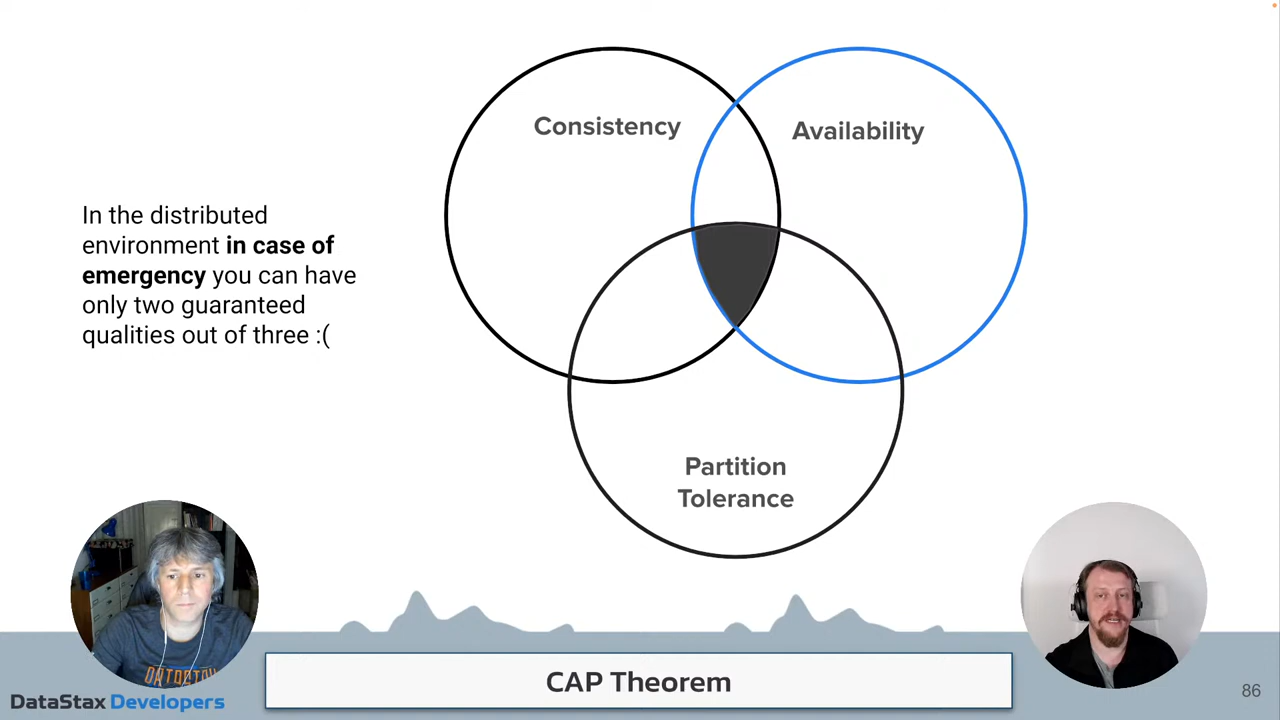 Consistency
Availability
In the distributed
environment in case of
emergency you can have
only two guaranteed
qualities out of three :(
Partition
Tolerance
CAP Theorem
DataStax Developers
86